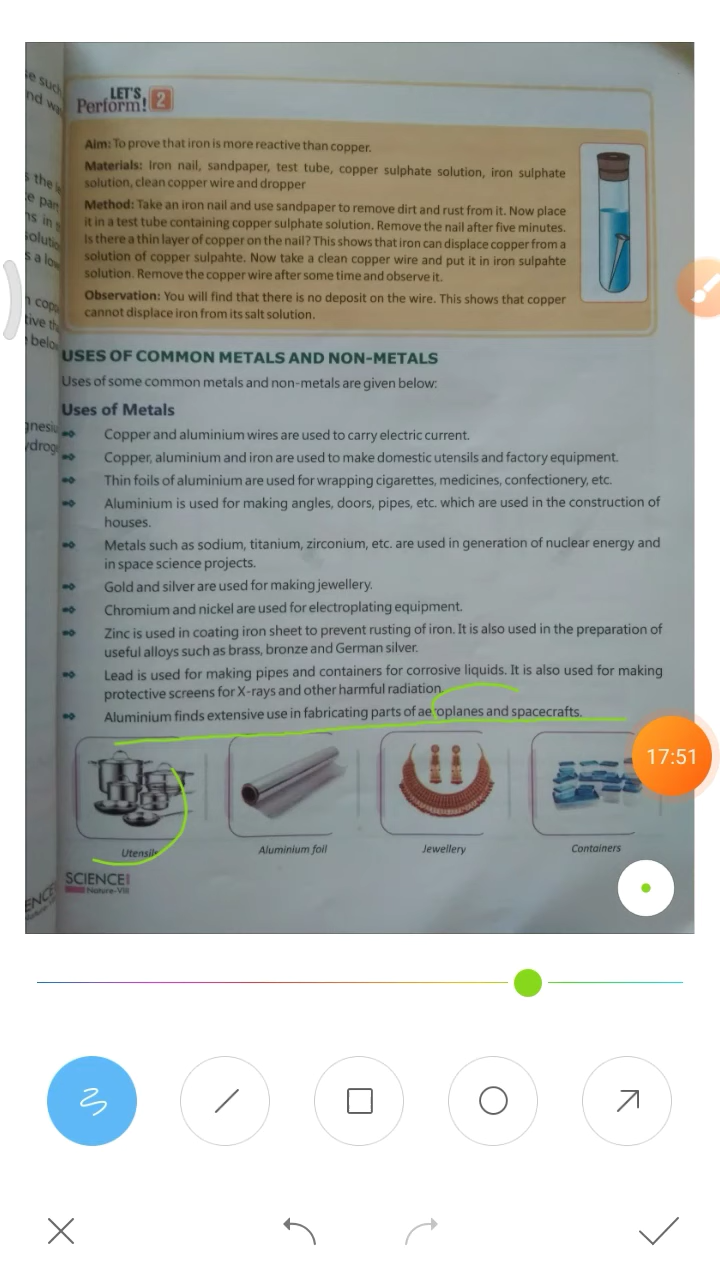 e such
nd wa
LET'S
Perform! 2
Aim: To prove that iron is more reactive than copper.
Materials: Iron nail, sandpaper, test tube, copper sulphate solution, iron sulphate
solution, clean copper wire and dropper
Method: Take an iron nail and use sandpaper to remove dirt and rust from it. Now place
it in a test tube containing copper sulphate solution. Remove the nail after five minutes.
Is there a thin layer of copper on the nail? This shows that iron can displace copper from a
solution of copper sulpahte. Now take a clean copper wire and put it in iron sulpahte
solution. Remove the copper wire after some time and observe it.
Observation: You will find that there is no deposit on the wire. This shows that copper
cannot displace iron from its salt solution.
USES OF COMMON METALS AND NON-METALS
Uses of some common metals and non-metals are given below:
Uses of Metals
Copper and aluminium wires are used to carry electric current.
Copper, aluminium and iron are used to make domestic utensils and factory equipment.
Thin foils of aluminium are used for wrapping cigarettes, medicines, confectionery, etc.
Aluminium is used for making angles, doors, pipes, etc. which are used in the construction of
houses.
Metals such as sodium, titanium, zirconium, etc. are used in generation of nuclear energy and
in space science projects.
Gold and silver are used for making jewellery.
Chromium and nickel are used for electroplating equipment.
Zinc is used in coating iron sheet to prevent rusting of iron. It is also used in the preparation of
useful alloys such as brass, bronze and German silver.
Lead is used for making pipes and containers for corrosive liquids. It is also used for making
protective screens for X-rays and other harmful radiation.
Aluminium finds extensive use in fabricating parts of aeroplanes and spacecrafts.
17:51
Utensils
Aluminium foil
Jewellery
Containers
SCIENCE
Nature-VIII